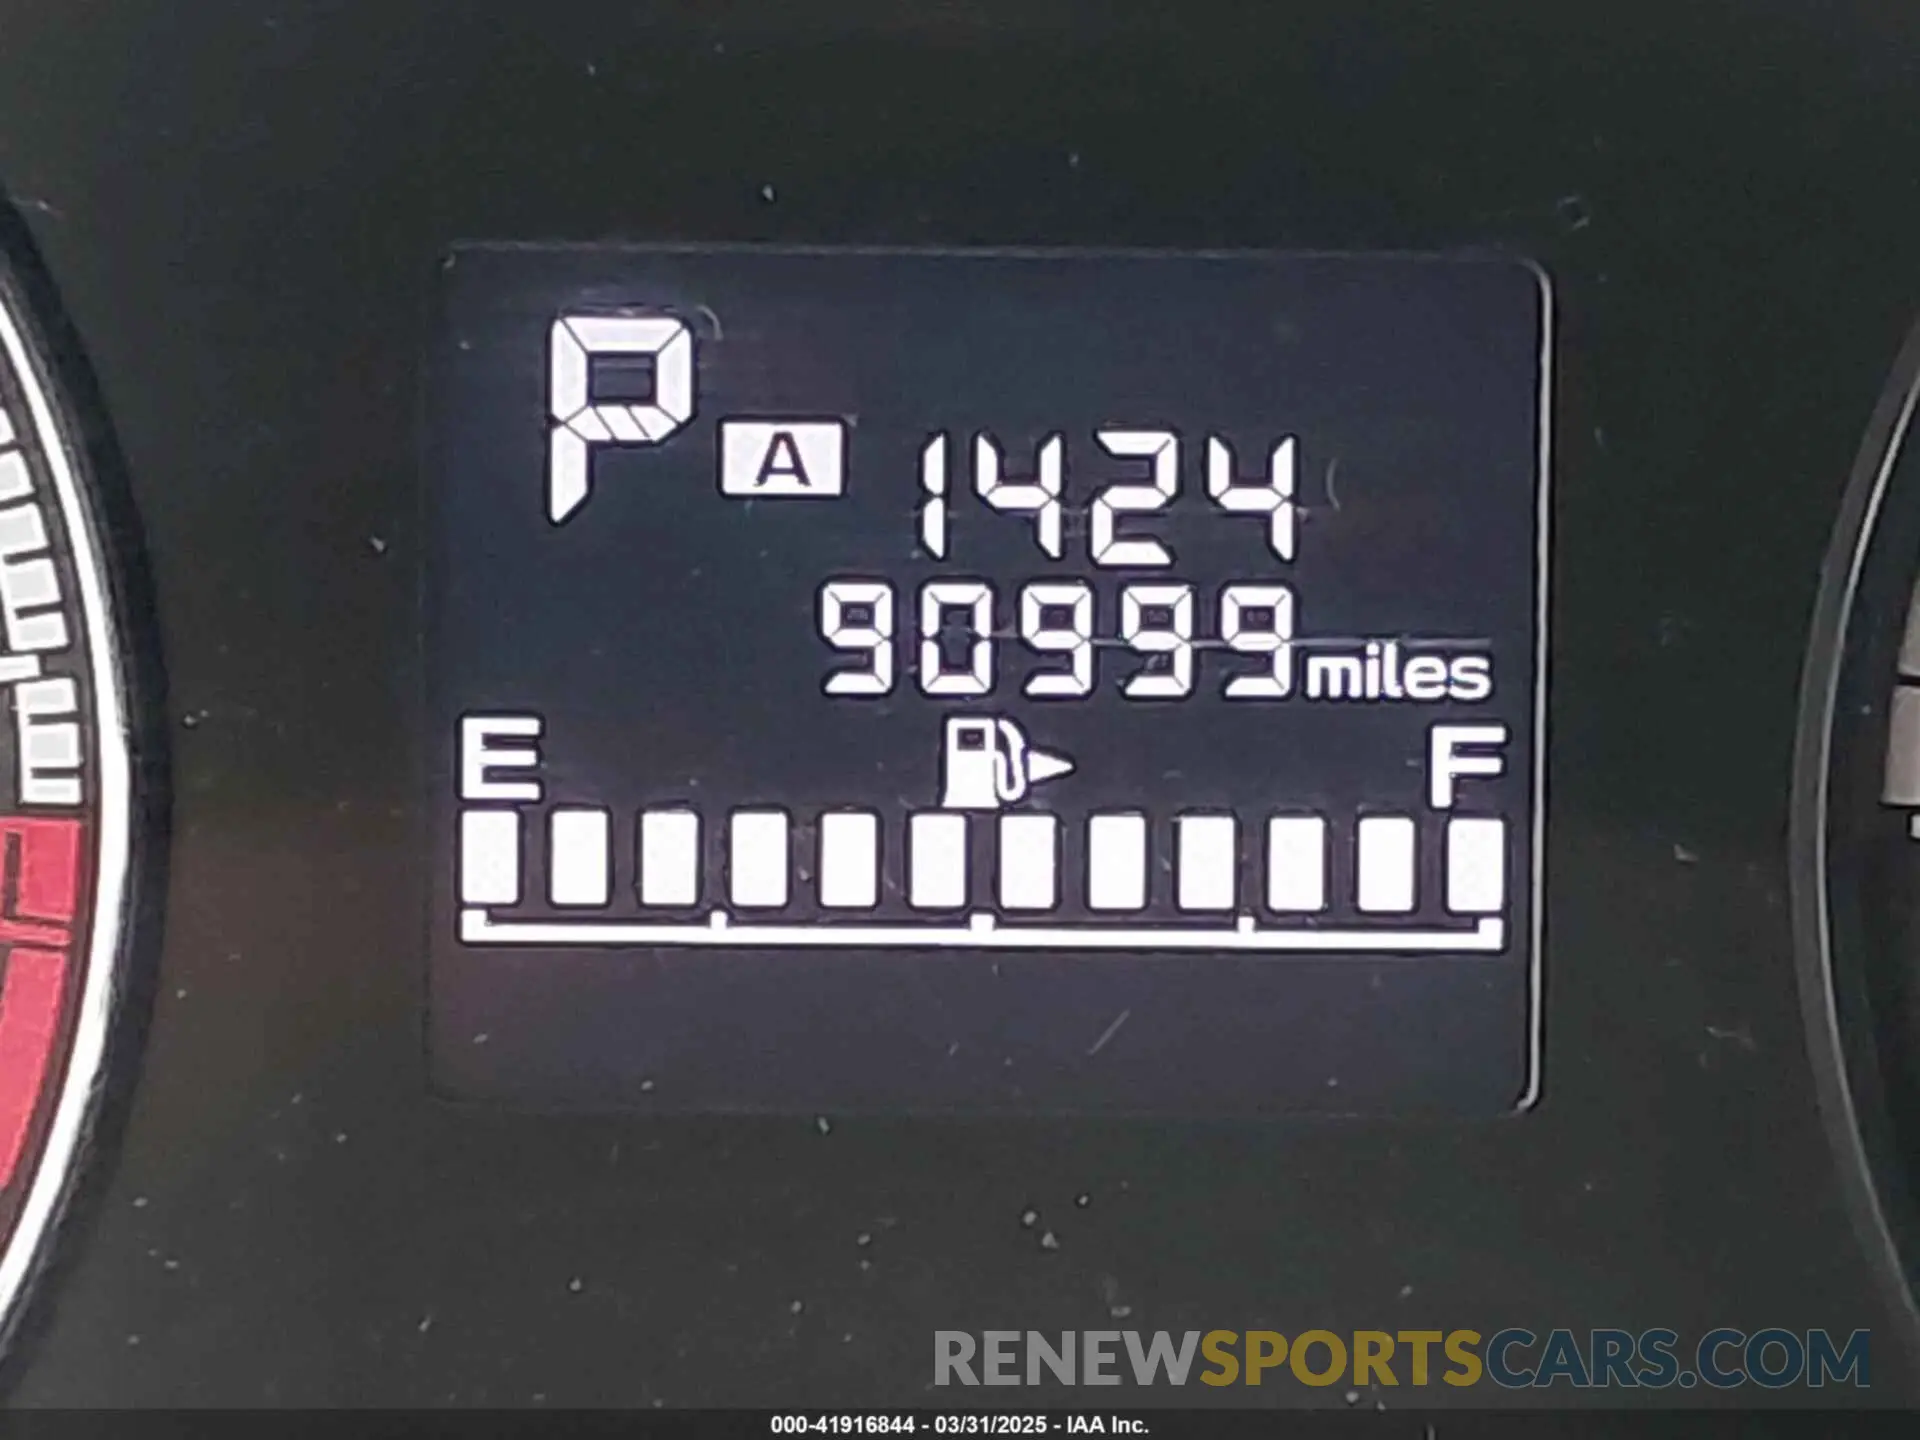 P
A 1424
90999 miles
E F
RENEWSPORTSCARS.COM
000-41916844 - 03/31/2025 - IAA Inc.